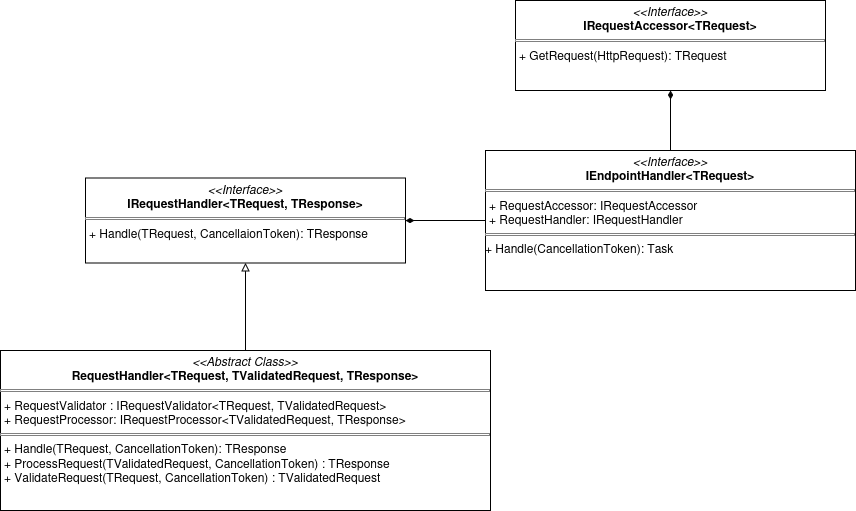 <<Interface>>
IRequestAccessor<TRequest>
+ GetRequest(HttpRequest): TRequest
<<Interface>>
IEndpointHandler<TRequest>
+ RequestAccessor: IRequestAccessor
+ RequestHandler: IRequestHandler
+ Handle(CancellationToken): Task
<<Interface>>
IRequestHandler<TRequest, TResponse>
+ Handle(TRequest, CancellaionToken): TResponse
<<Abstract Class>>
RequestHandler<TRequest, TValidatedRequest, TResponse>
+ RequestValidator : IRequestValidator<TRequest, TValidatedRequest>
+ RequestProcessor: IRequestProcessor<TValidatedRequest, TResponse>
+ Handle(TRequest, CancellationToken): TResponse
+ ProcessRequest(TValidatedRequest, CancellationToken) : TResponse
+ ValidateRequest(TRequest, CancellationToken) : TValidatedRequest